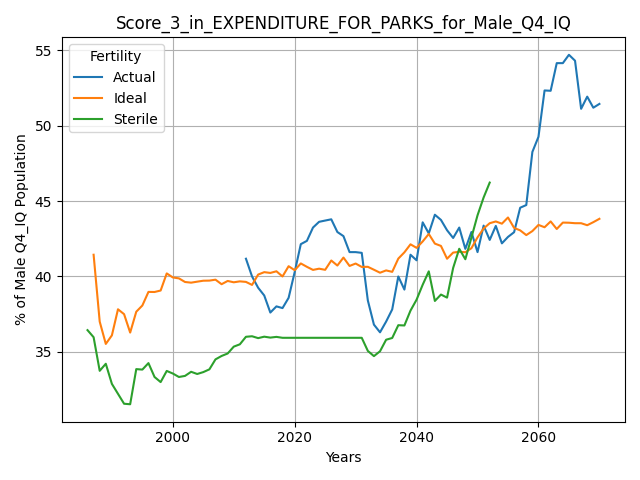 Score_3_in_EXPENDITURE_FOR_PARKS_for_Male_Q4_IQ
Fertility
Actual
Ideal
Sterile
% of Male Q4_IQ Population
55
50
45
40
35
2000
2020
2040
2060
Years